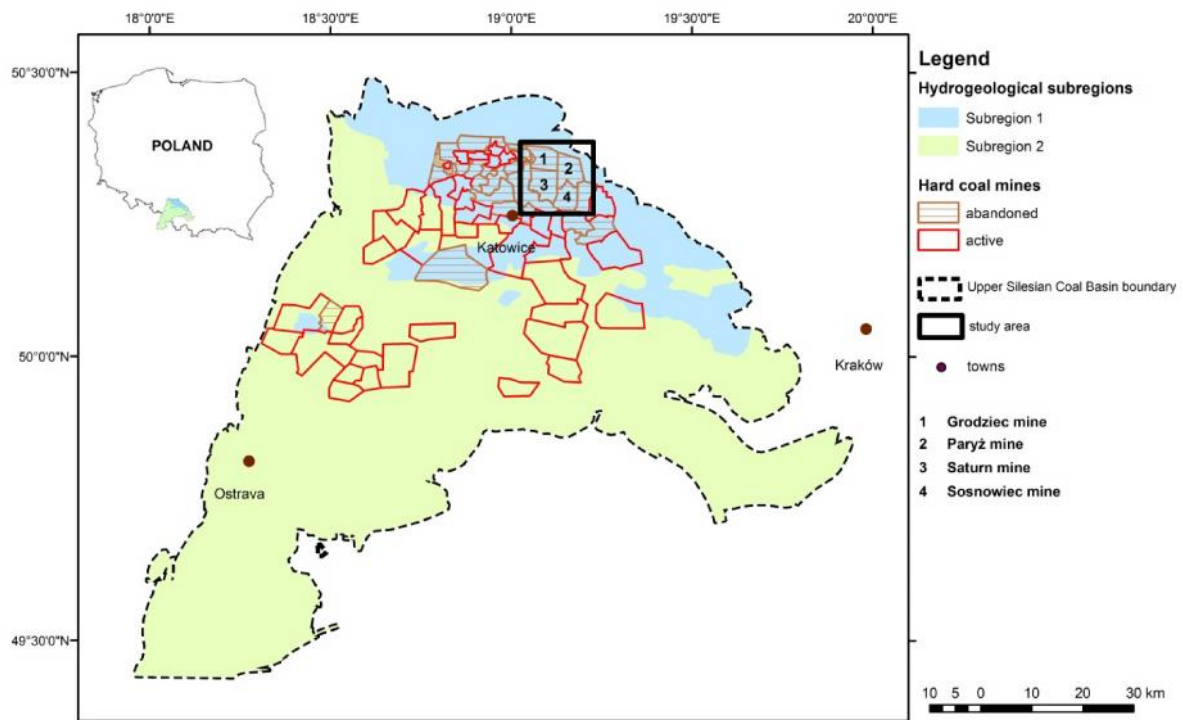 18°0'0"E 18°30'0"E 19°0'0"E 19°30'0"E 20°0'0"E
50°30'0"N
50°0'0"N
49°30'0"N
POLAND
1
2
3
4
Katowice
Kraków
Ostrava
Legend
Hydrogeological subregions
Subregion 1
Subregion 2
Hard coal mines
abandoned
active
Upper Silesian Coal Basin boundary
study area
towns
1 Grodziec mine
2 Paryż mine
3 Saturn mine
4 Sosnowiec mine
10 5 0 10 20 30 km